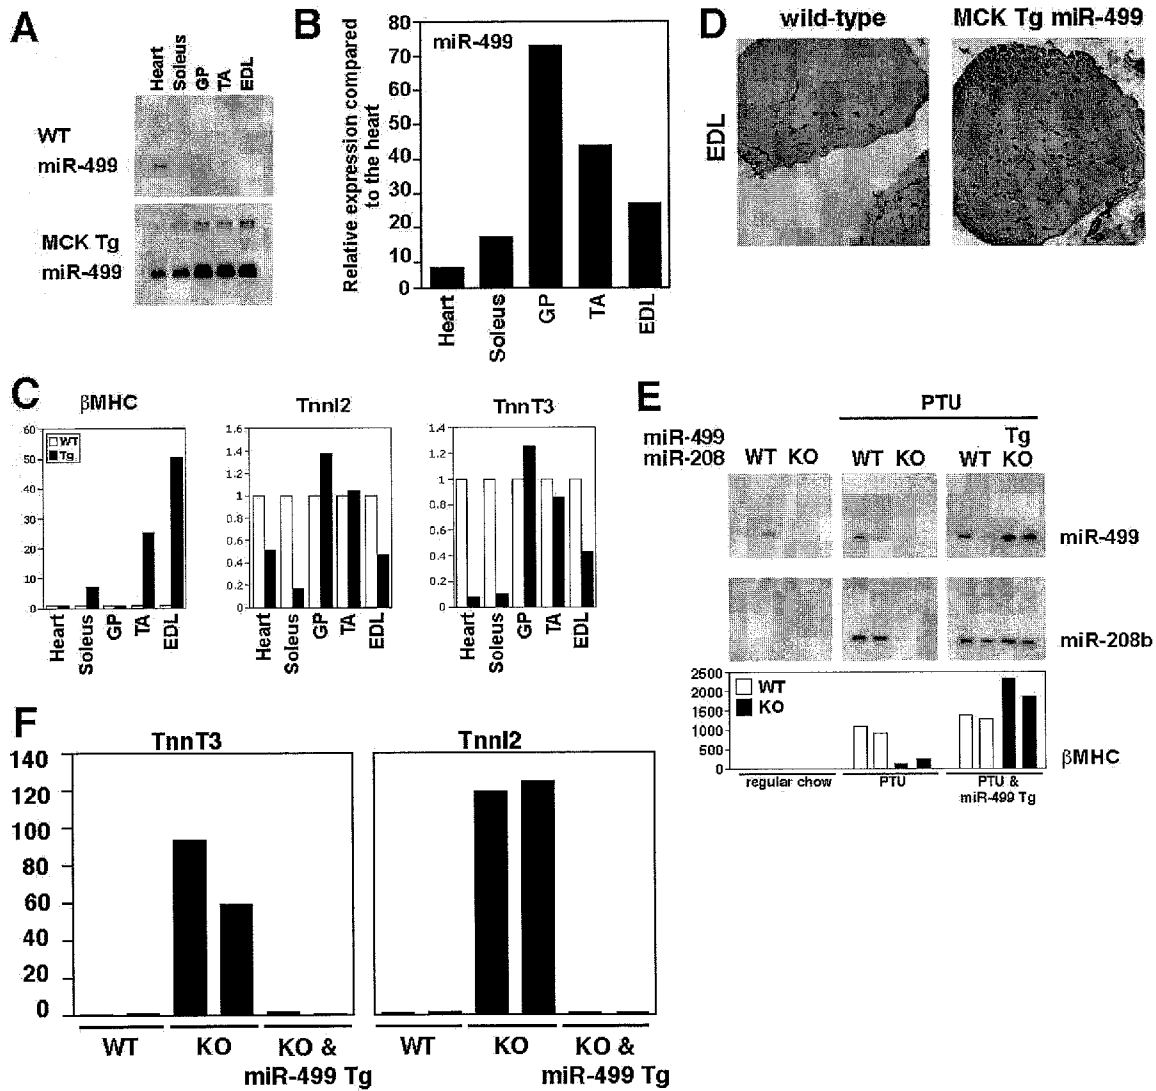 A
Heart
Soleus
GP
TA
EDL
WT
miR-499
MCK Tg
miR-499
B
miR-499
Relative expression compared
to the heart
80
70
60
50
40
30
20
10
0
Heart
Soleus
GP
TA
EDL
D
wild-type
MCK Tg miR-499
EDL
C
βMHC
WT
Tg
60
50
40
30
20
10
0
Heart
Soleus
GP
TA
EDL
TnnI2
1.6
1.4
1.2
1
0.8
0.6
0.4
0.2
0
Heart
Soleus
GP
TA
EDL
TnnT3
1.4
1.2
1
0.8
0.6
0.4
0.2
0
Heart
Soleus
GP
TA
EDL
E
PTU
miR-499 Tg
miR-208 WT KO WT KO WT KO
miR-499
miR-208b
2500
2000
1500
1000
500
0
WT
KO
βMHC
regular chow
PTU
PTU &
miR-499 Tg
F
TnnT3
140
120
100
80
60
40
20
0
WT
KO
KO &
miR-499 Tg
TnnI2
WT
KO
KO &
miR-499 Tg